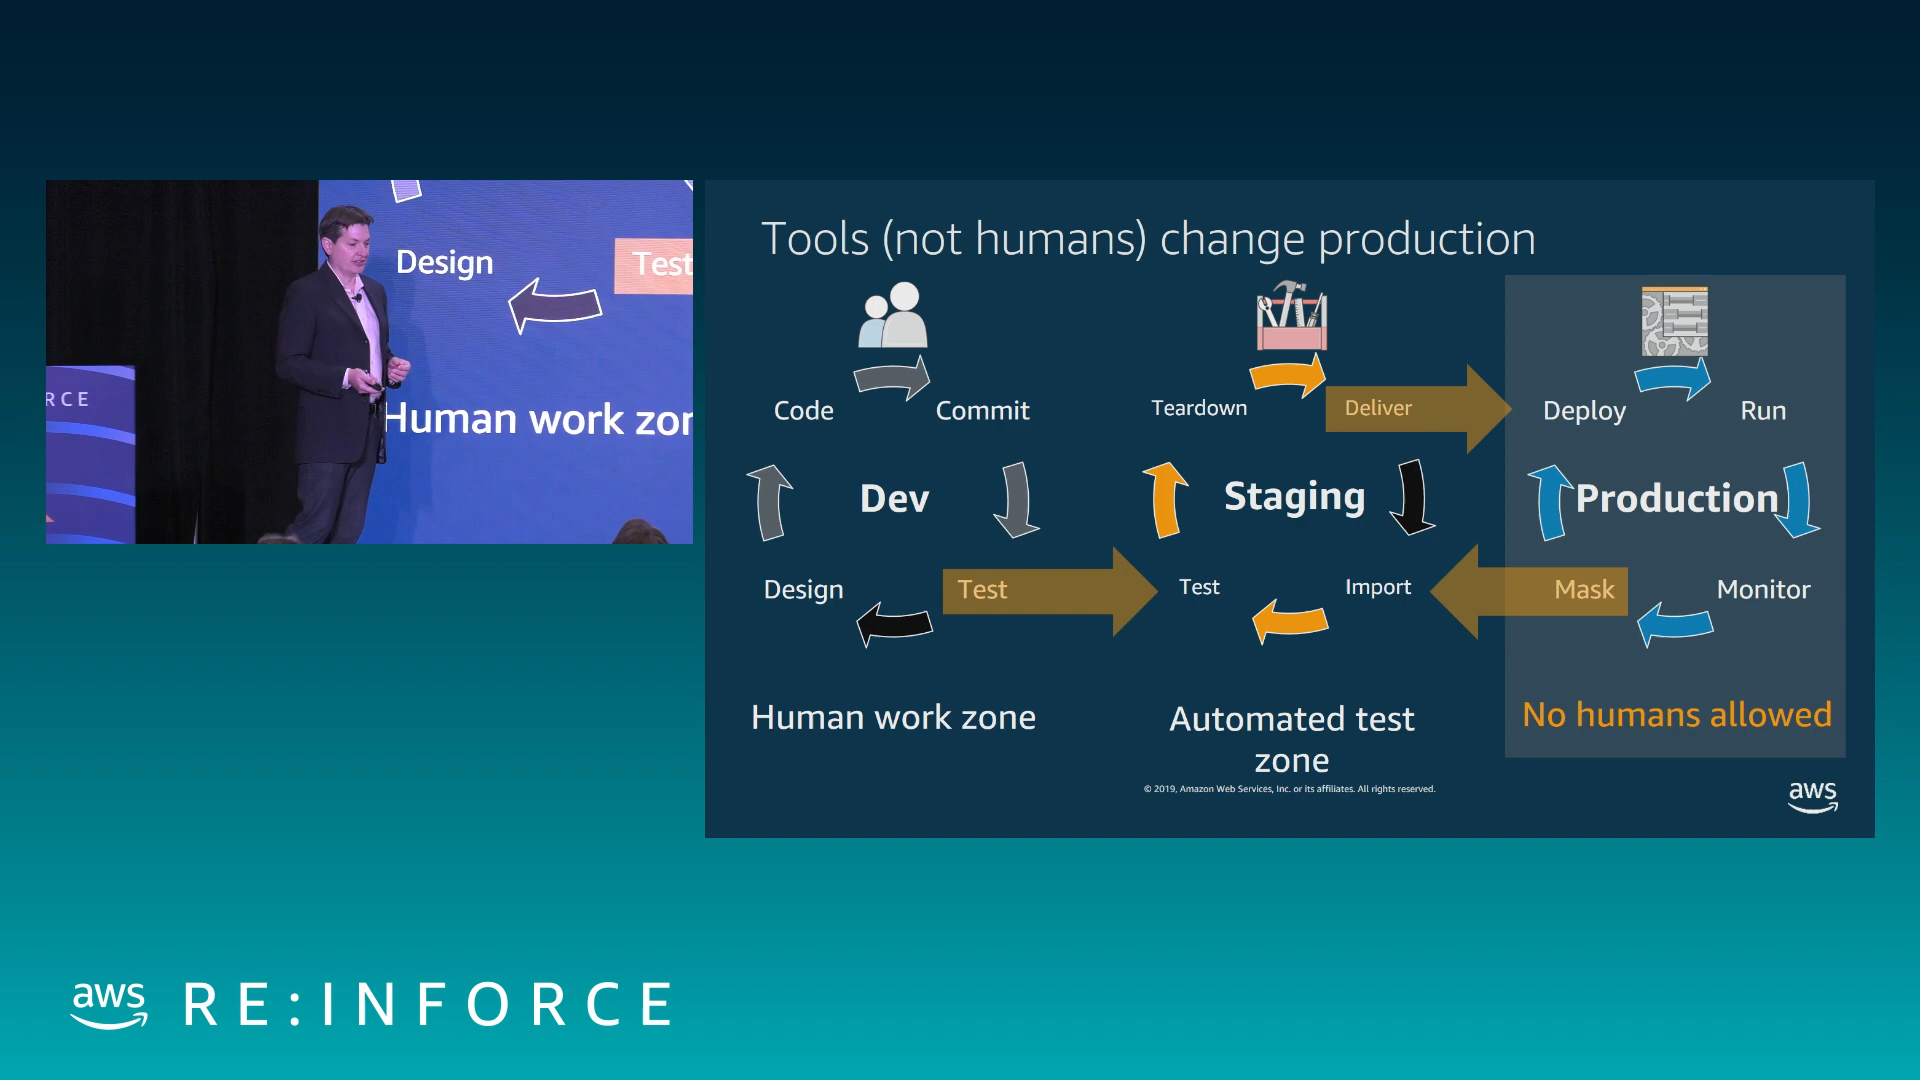 Design
Test
Human work zor
RCE
Tools (not humans) change production
Code
Commit
Dev
Design
Test
Human work zone
Teardown
Deliver
Staging
Test
Import
Automated test
zone
Deploy
Run
Production
Mask
Monitor
No humans allowed
© 2019, Amazon Web Services, Inc. or its affiliates. All rights reserved.
aws
aws RE:INFORCE